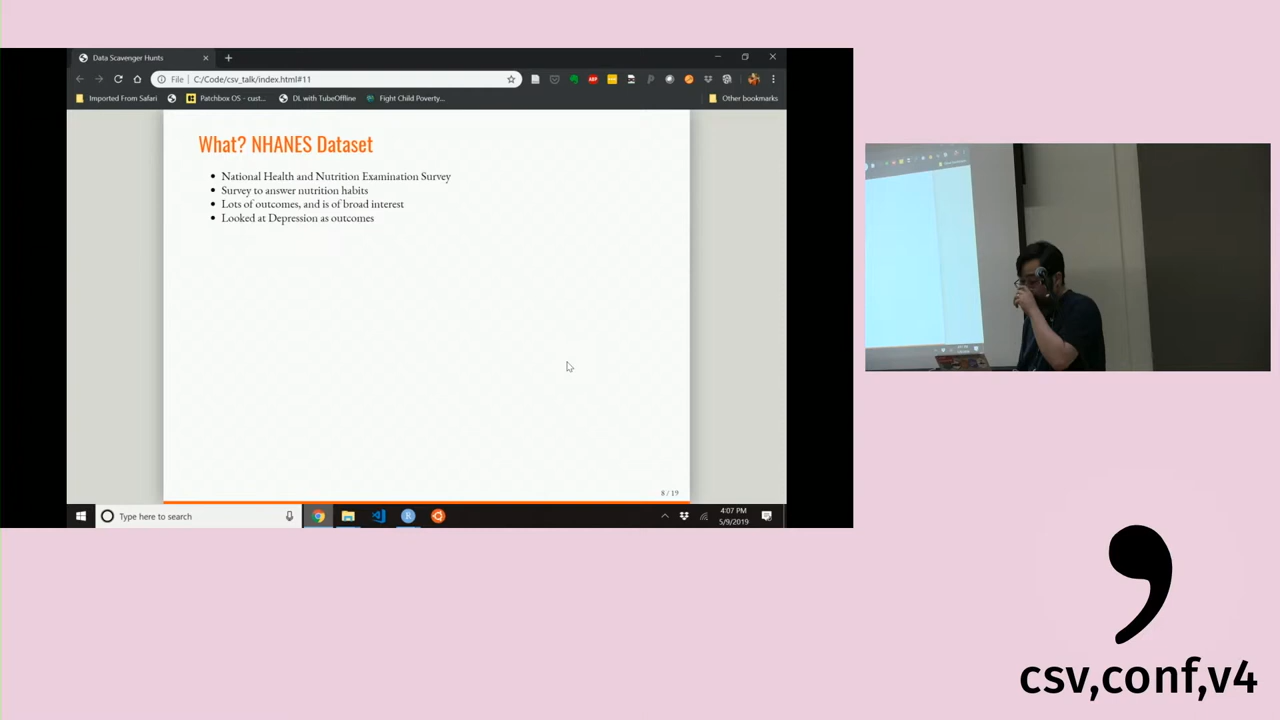 Data Scavenger Hunts
File
C:/Code/csv_talk/index.html#11
Imported From Safari
Patchbox OS - cust...
DL with TubeOffline
Fight Child Poverty...
Other bookmarks
What? NHANES Dataset
National Health and Nutrition Examination Survey
Survey to answer nutrition habits
Lots of outcomes, and is of broad interest
Looked at Depression as outcomes
8 / 19
Type here to search
4:07 PM
5/9/2019
csv,conf,v4